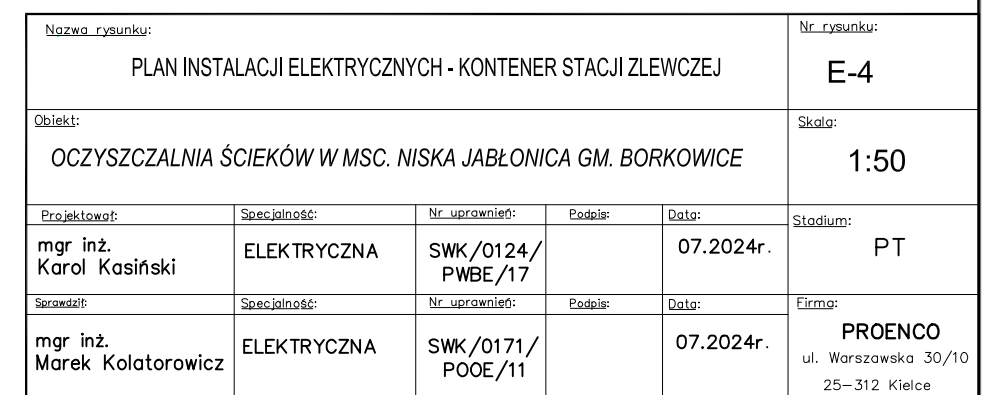 Nazwa rysunku:
PLAN INSTALACJI ELEKTRYCZNYCH - KONTENER STACJI ZLEWCZEJ
Nr rysunku:
E-4
Obiekt:
OCZYSZCZALNIA ŚCIEKÓW W MSC. NISKA JABŁONICA GM. BORKOWICE
Skala:
1:50
Projektował:
mgr inż.
Karol Kasiński
Specjalność:
ELEKTRYCZNA
Nr uprawnień:
SWK/0124/
PWBE/17
Podpis:
Data:
07.2024r.
Stadium:
PT
Sprawdził:
mgr inż.
Marek Kolatorowicz
Specjalność:
ELEKTRYCZNA
Nr uprawnień:
SWK/0171/
POOE/11
Podpis:
Data:
07.2024r.
Firma:
PROENCO
ul. Warszawska 30/10
25-312 Kielce